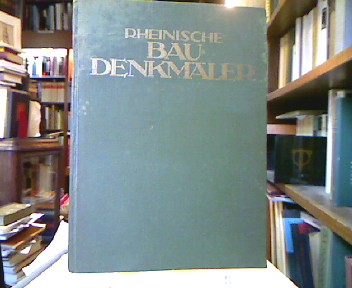 RHEINISCHE
BAU-
DENKMÄLER